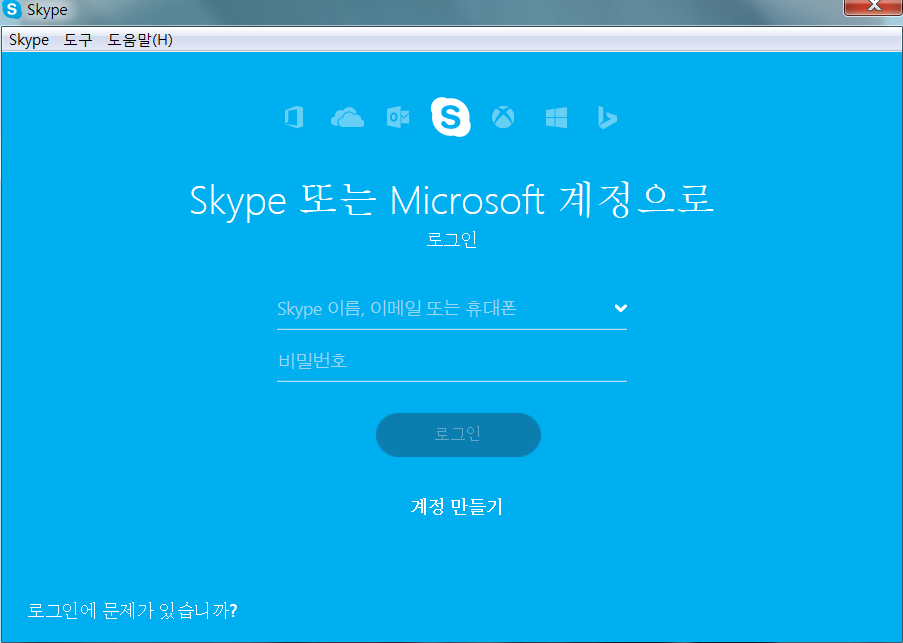 Skype
Skype 도구 도움말(H)
Skype 또는 Microsoft 계정으로
로그인
Skype 이름, 이메일 또는 휴대폰
비밀번호
로그인
계정 만들기
로그인에 문제가 있습니까?